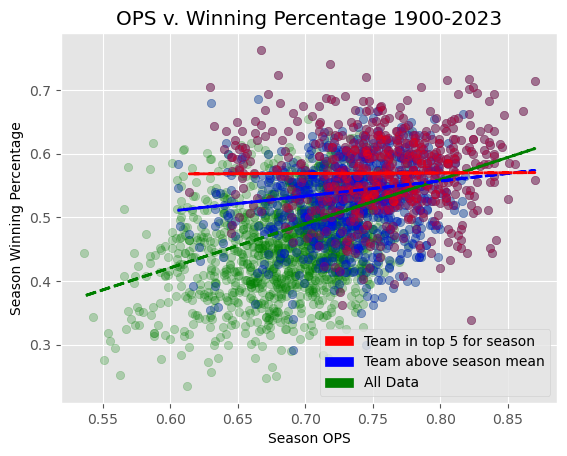 OPS v. Winning Percentage 1900-2023
Season Winning Percentage
0.7
0.6
0.5
0.4
0.3
Team in top 5 for season
Team above season mean
All Data
0.55
0.60
0.65
0.70
0.75
0.80
0.85
Season OPS